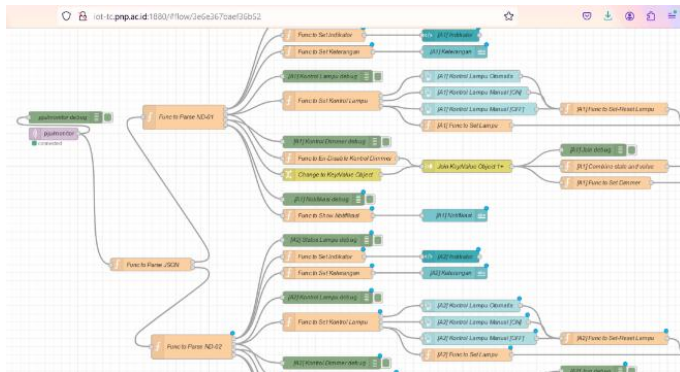 iot-tc.pnp.ac.id:1880/#flow/3e6e367baef36b52
Func to Set Indikator
[A1] Indikator
Func to Set Keterangan
[A1] Keterangan
[A1] Kontrol Lampu debug
[A1] Kontrol Lampu Otomatis
Func to Set Kontrol Lampu
[A1] Kontrol Lampu Manual [ON]
[A1] Kontrol Lampu Manual [OFF]
[A1] Func to Set-Reset Lampu
[A1] Func to Set Lampu
pjulmonitor debug
Func to Parse ND-01
pjulmonitor
connected
[A1] Kontrol Dimmer debug
[A1] Join debug
Func to En-Disable Kontrol Dimmer
Join Key/Value Object 1+
[A1] Combine state and value
Change to Key/Value Object
[A1] Func to Set Dimmer
[A1] Notifikasi debug
Func to Show Notifikasi
[A1] Notifikasi
[A2] Status Lampu debug
Func to Set Indikator
[A2] Indikator
Func to Parse JSON
Func to Set Keterangan
[A2] Keterangan
[A2] Kontrol Lampu debug
[A2] Kontrol Lampu Otomatis
Func to Set Kontrol Lampu
[A2] Kontrol Lampu Manual [ON]
[A2] Kontrol Lampu Manual [OFF]
[A2] Func to Set-Reset Lampu
Func to Parse ND-02
[A2] Func to Set Lampu
[A2] Kontrol Dimmer debug
[A2] Join debug